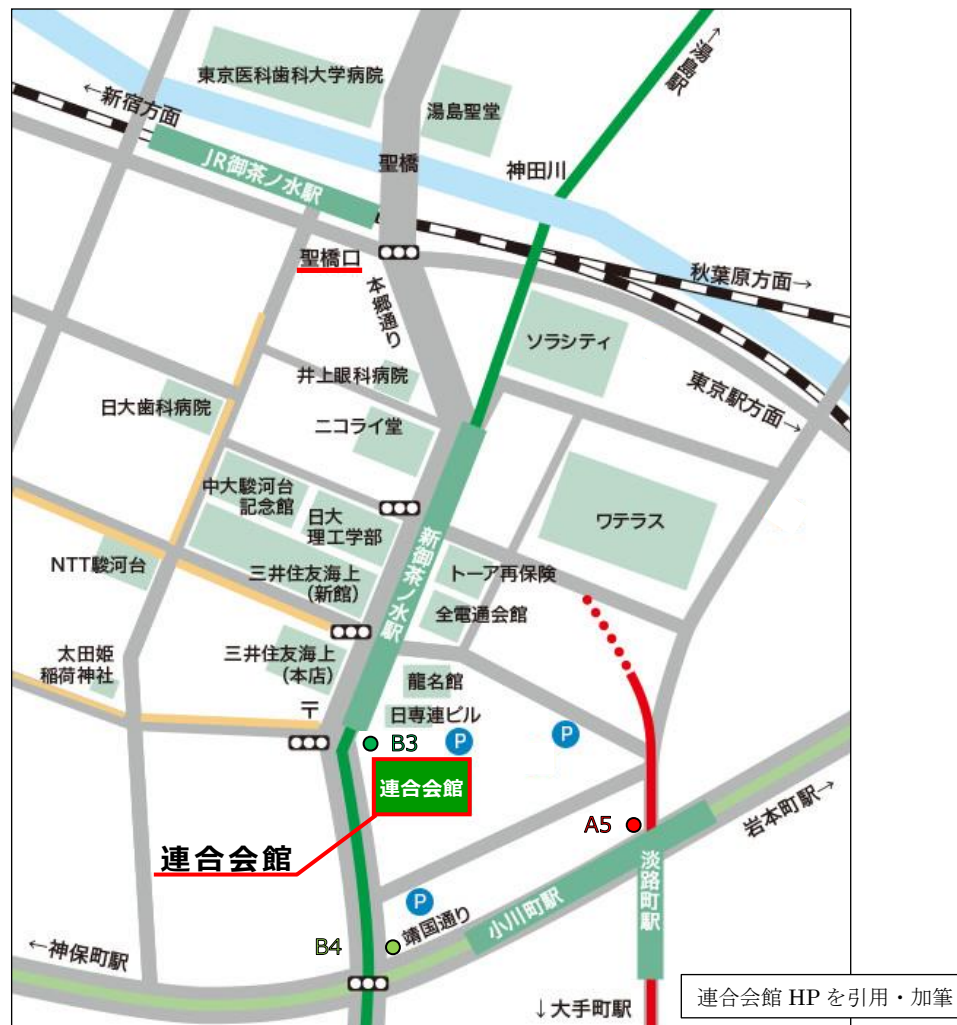 東京医科歯科大学病院
湯島聖堂
→湯島駅
←新宿方面
JR御茶ノ水駅
聖橋
神田川
聖橋口
秋葉原方面→
本郷通り
ソラシティ
井上眼科病院
東京駅方面→
日大歯科病院
ニコライ堂
中大駿河台
記念館
日大
理工学部
ワテラス
新御茶ノ水駅
NTT駿河台
三井住友海上
(新館)
トーア再保険
全電通会館
太田姫
稲荷神社
三井住友海上
(本店)
龍名館
〒
日専連ビル
B3
P
P
連合会館
岩本町駅→
A5
連合会館
淡路町駅
P
小川町駅
靖国通り
B4
←神保町駅
↓大手町駅
連合会館 HP を引用・加筆